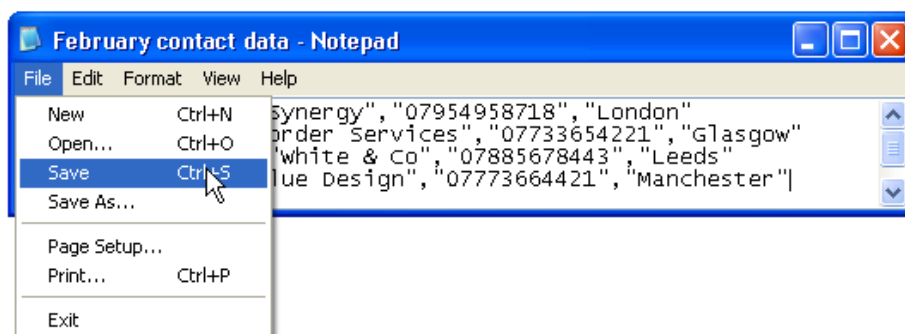 February contact data - Notepad
File Edit Format View Help
New Ctrl+N
Open... Ctrl+O
Save Ctrl+S
Save As...
Page Setup...
Print... Ctrl+P
Exit
Synergy","07954958718","London"
order Services","07733654221","Glasgow"
"White & Co","07885678443","Leeds"
lue Design","07773664421","Manchester"